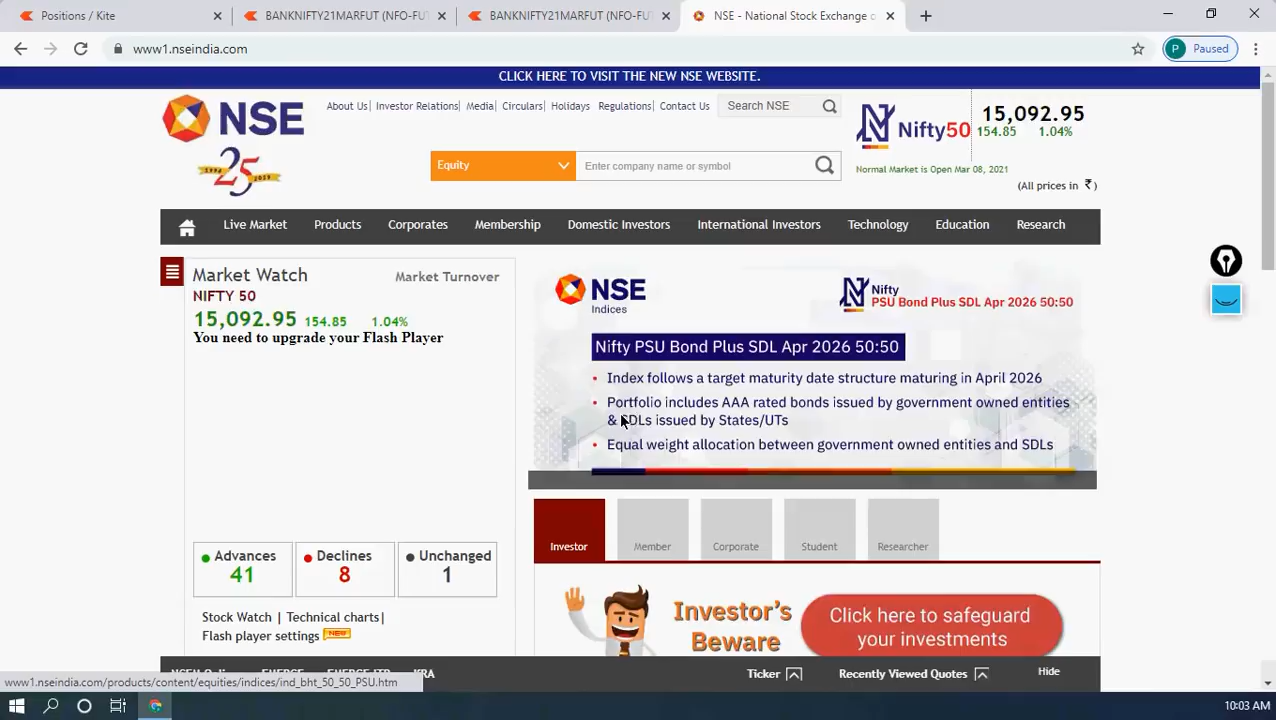 Positions / Kite
BANKNIFTY21MARFUT (NFO-FU
BANKNIFTY21MARFUT (NFO-FU
NSE - National Stock Exchange o
www1.nseindia.com
P Paused
CLICK HERE TO VISIT THE NEW NSE WEBSITE.
NSE
About Us| Investor Relations| Media| Circulars| Holidays Regulations| Contact Us
Search NSE
Nifty50
15,092.95
154.85 1.04%
25
Equity
Enter company name or symbol
Normal Market is Open Mar 08, 2021
(All prices in ₹)
Live Market Products Corporates Membership Domestic Investors International Investors Technology Education Research
Market Watch
Market Turnover
NIFTY 50
15,092.95 154.85 1.04%
You need to upgrade your Flash Player
NSE
Indices
Nifty
PSU Bond Plus SDL Apr 2026 50:50
Nifty PSU Bond Plus SDL Apr 2026 50:50
• Index follows a target maturity date structure maturing in April 2026
• Portfolio includes AAA rated bonds issued by government owned entities
& SDLs issued by States/UTs
• Equal weight allocation between government owned entities and SDLs
Investor Member Corporate Student Researcher
Advances
41
Declines
8
Unchanged
1
Stock Watch | Technical charts|
Flash player settings NEW
Investor's
Beware
Click here to safeguard
your investments
Ticker
Recently Viewed Quotes
Hide
www1.nseindia.com/products/content/equities/indices/ind_bht_50_50_PSU.htm
10:03 AM